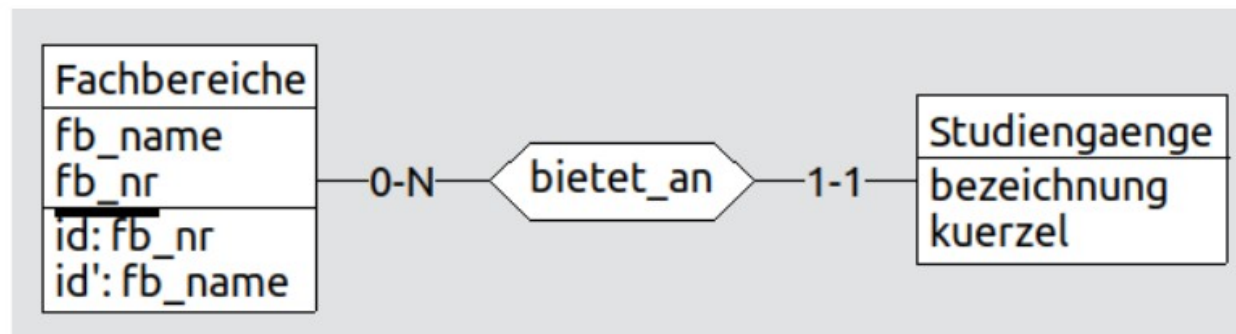 Fachbereiche
fb_name
fb_nr
id: fb_nr
id': fb_name
0-N
bietet_an
1-1
Studiengaenge
bezeichnung
kuerzel